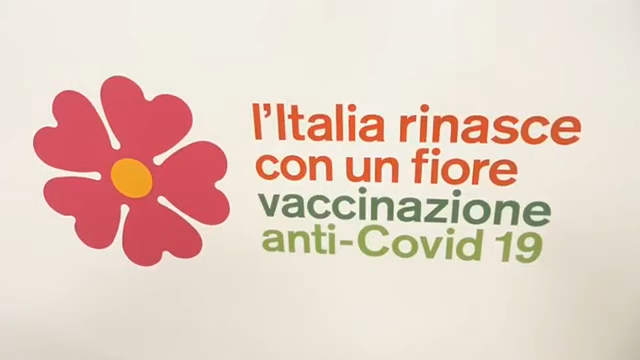 l'Italia rinasce
con un fiore
vaccinazione
anti-Covid 19